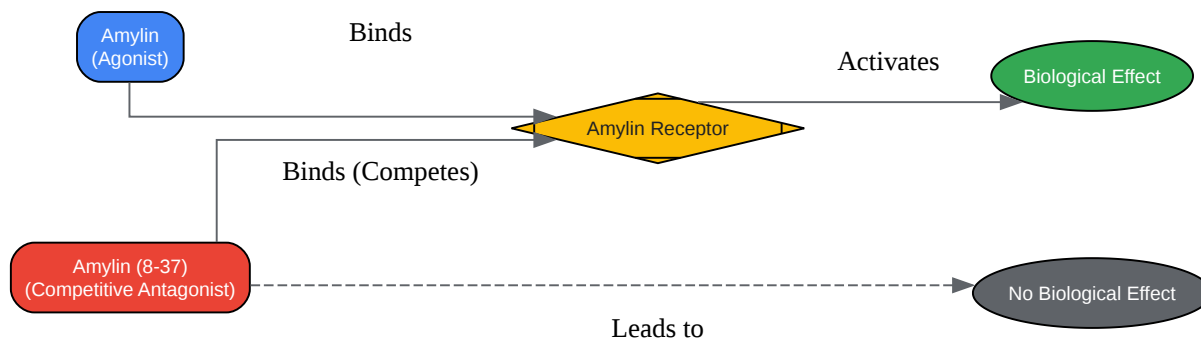 Amylin
(Agonist)
Binds
Activates
Biological Effect
Amylin Receptor
Binds (Competes)
Amylin (8-37)
(Competitive Antagonist)
No Biological Effect
Leads to